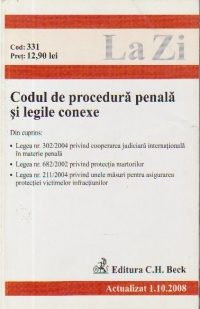 Cod: 331
Preţ: 12,90 lei
La Zi
Codul de procedură penală
şi legile conexe
Din cuprins:
• Legea nr. 302/2004 privind cooperarea judiciară internaţională
în materie penală
• Legea nr. 682/2002 privind protecţia martorilor
• Legea nr. 211/2004 privind unele măsuri pentru asigurarea
protecţiei victimelor infracţiunilor
Editura C.H. Beck
Actualizat 1.10.2008